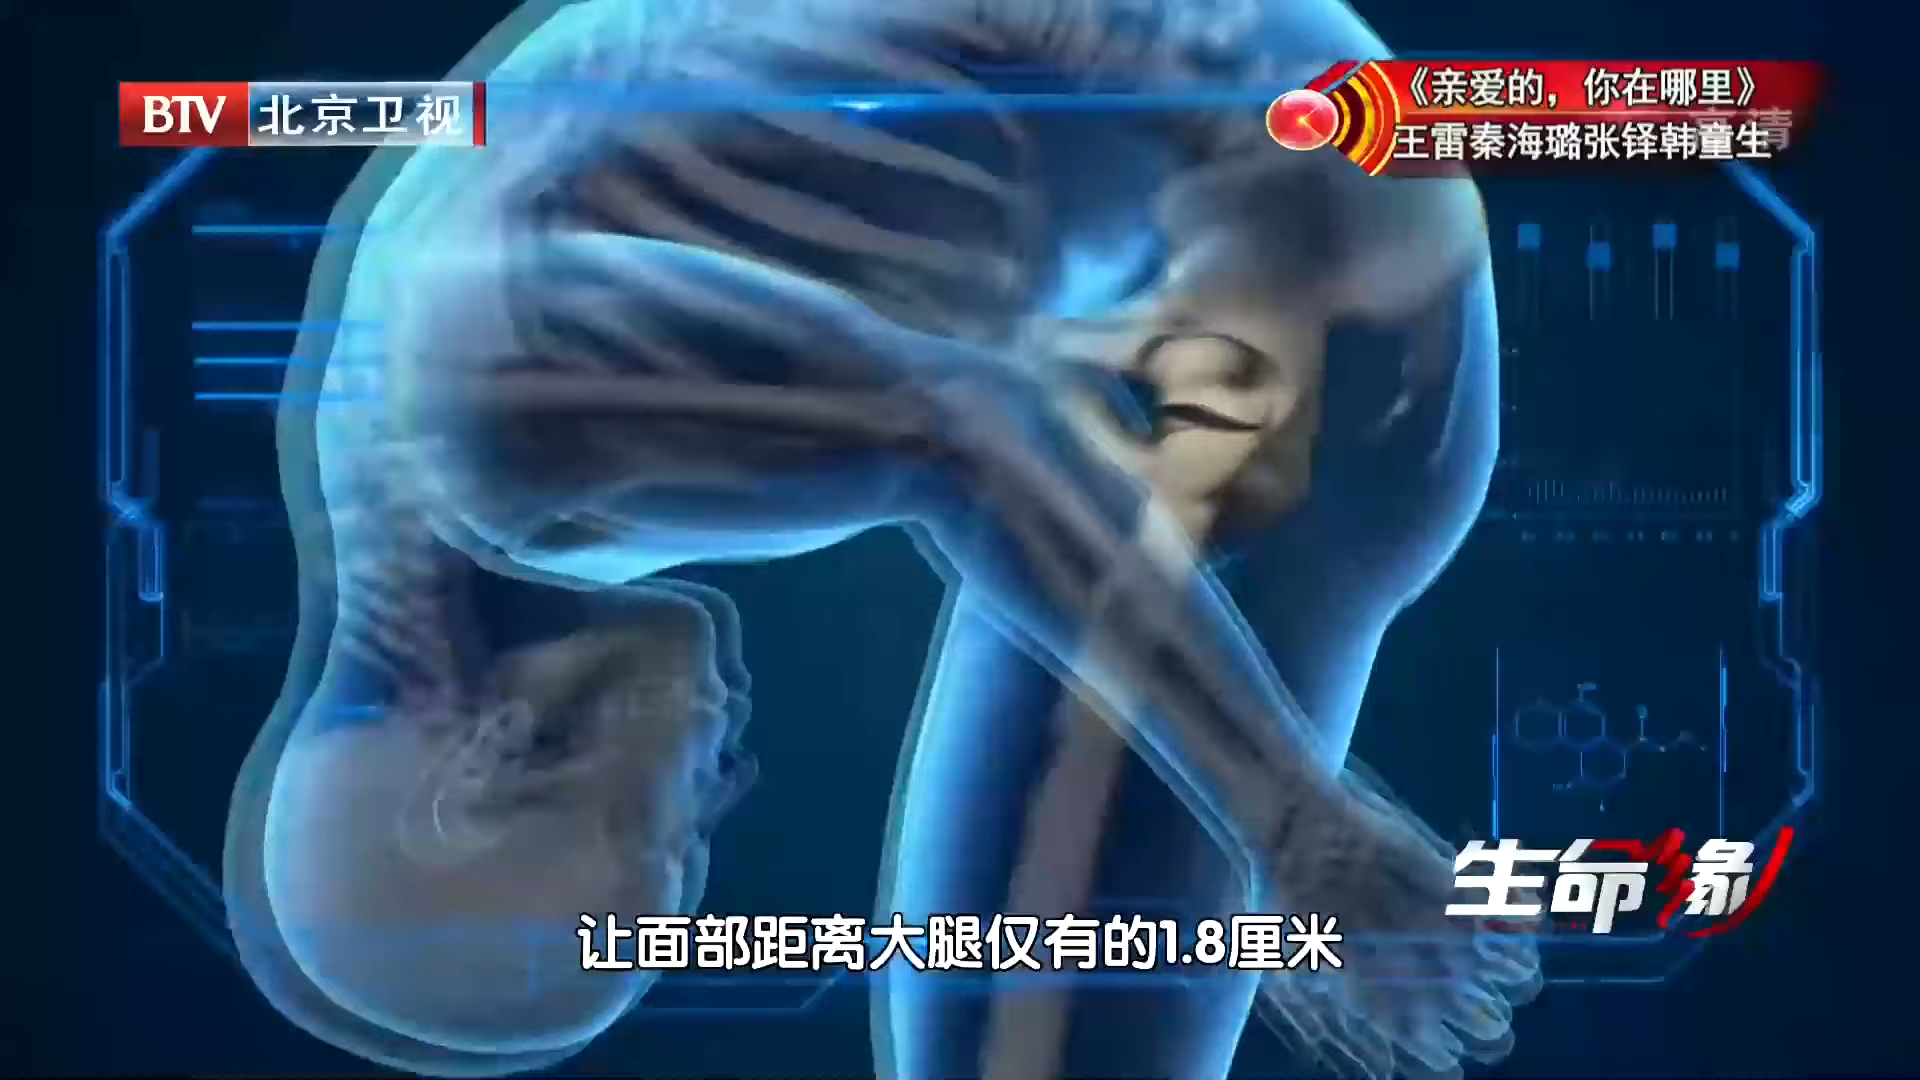 BTV 北京卫视
《亲爱的，你在哪里》
王雷秦海璐张铎韩童生
生命缘
让面部距离大腿仅有的1.8厘米